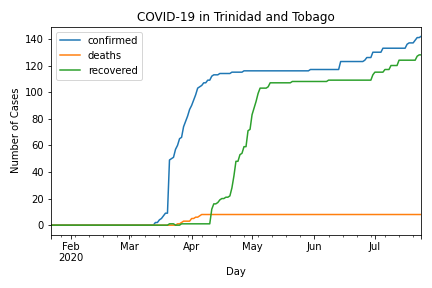 COVID-19 in Trinidad and Tobago
confirmed
deaths
recovered
Number of Cases
140
120
100
80
60
40
20
0
Feb Mar Apr May Jun Jul
2020
Day